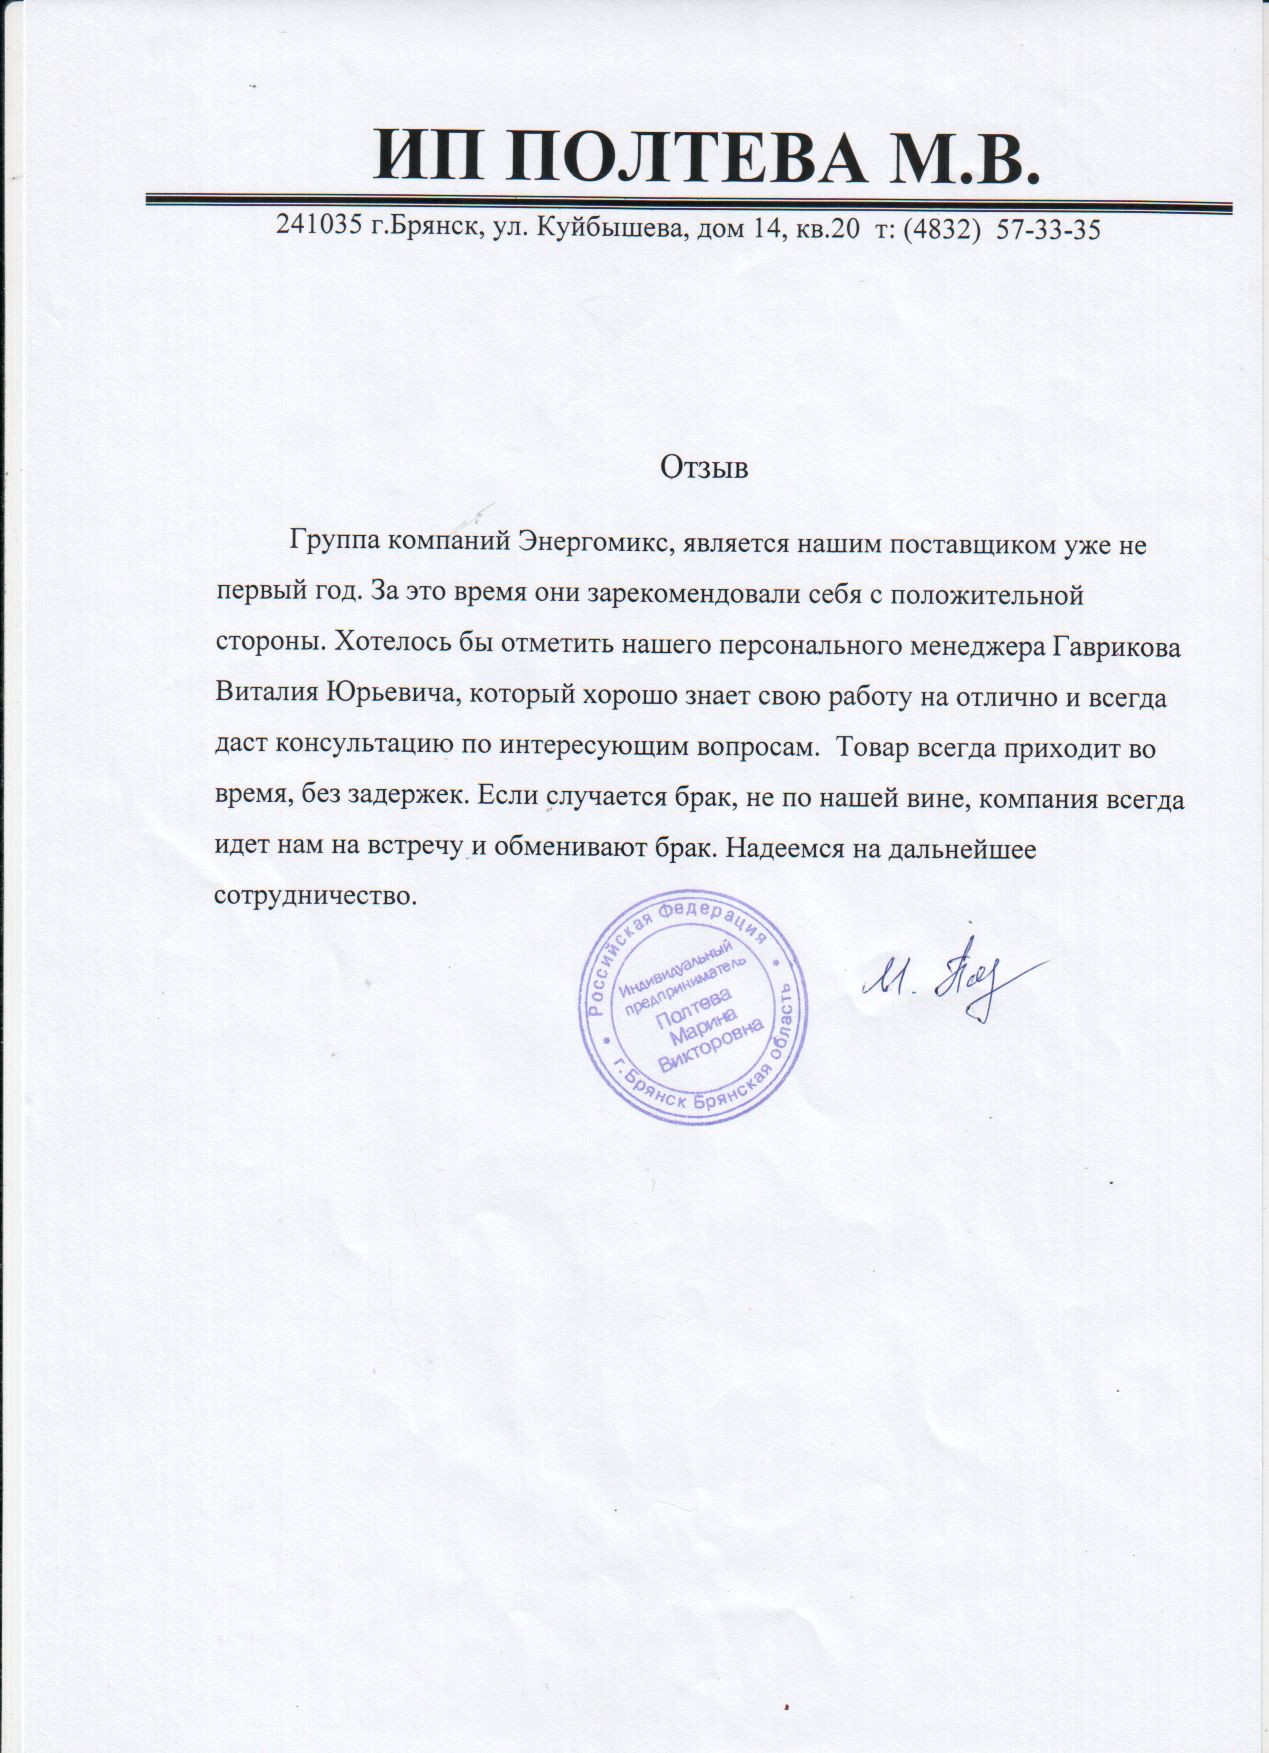 ИП ПОЛТЕВА М.В.
241035 г.Брянск, ул. Куйбышева, дом 14, кв.20 т: (4832) 57-33-35
Отзыв
Группа компаний Энергомикс, является нашим поставщиком уже не
первый год. За это время они зарекомендовали себя с положительной
стороны. Хотелось бы отметить нашего персонального менеджера Гаврикова
Виталия Юрьевича, который хорошо знает свою работу на отлично и всегда
даст консультацию по интересующим вопросам. Товар всегда приходит во
время, без задержек. Если случается брак, не по нашей вине, компания всегда
идет нам на встречу и обменивают брак. Надеемся на дальнейшее
сотрудничество.
Российская Федерация
Индивидуальный
предприниматель
Полтева
Марина
Викторовна
г.Брянск Брянская область
М.